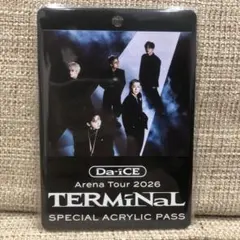 Da-iCE
Arena Tour 2026
TERMiNaL
SPECIAL ACRYLIC PASS